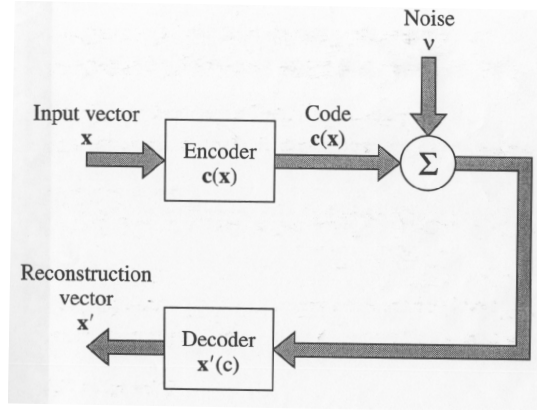 Noise
ν
Input vector
x
Encoder
c(x)
Code
c(x)
Σ
Reconstruction
vector
x′
Decoder
x′(c)